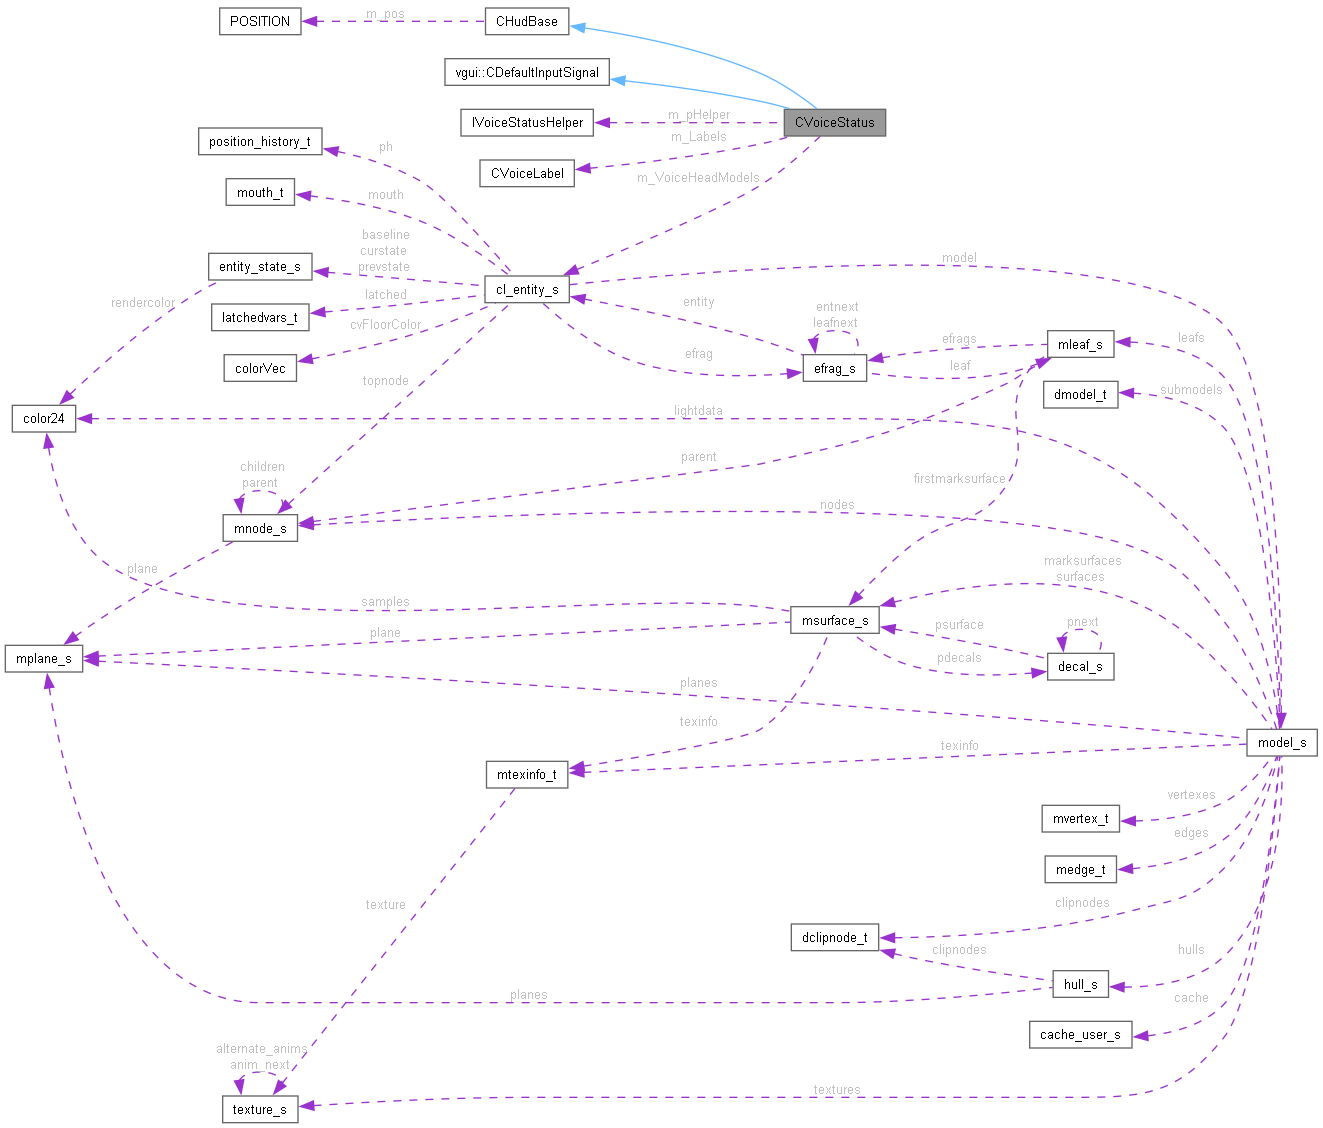 POSITION
m_pos
CHudBase
vgui::CDefaultInputSignal
IVoiceStatusHelper
m_pHelper
CVoiceStatus
m_Labels
CVoiceLabel
m_VoiceHeadModels
position_history_t
ph
mouth_t
mouth
entity_state_s
baseline
curstate
prevstate
rendercolor
latchedvars_t
latched
cl_entity_s
cvFloorColor
colorVec
topnode
model
entity
efrag
entnext
leafnext
efrag_s
efrags
leaf
mleaf_s
leafs
dmodel_t
submodels
color24
lightdata
children
parent
mnode_s
parent
firstmarksurface
nodes
plane
samples
marksurfaces
surfaces
msurface_s
psurface
pnext
pdecals
decal_s
plane
mplane_s
planes
texinfo
texinfo
mtexinfo_t
model_s
vertexes
mvertex_t
edges
medge_t
texture
clipnodes
dclipnode_t
clipnodes
hulls
hull_s
planes
cache
cache_user_s
alternate_anims
anim_next
texture_s
textures